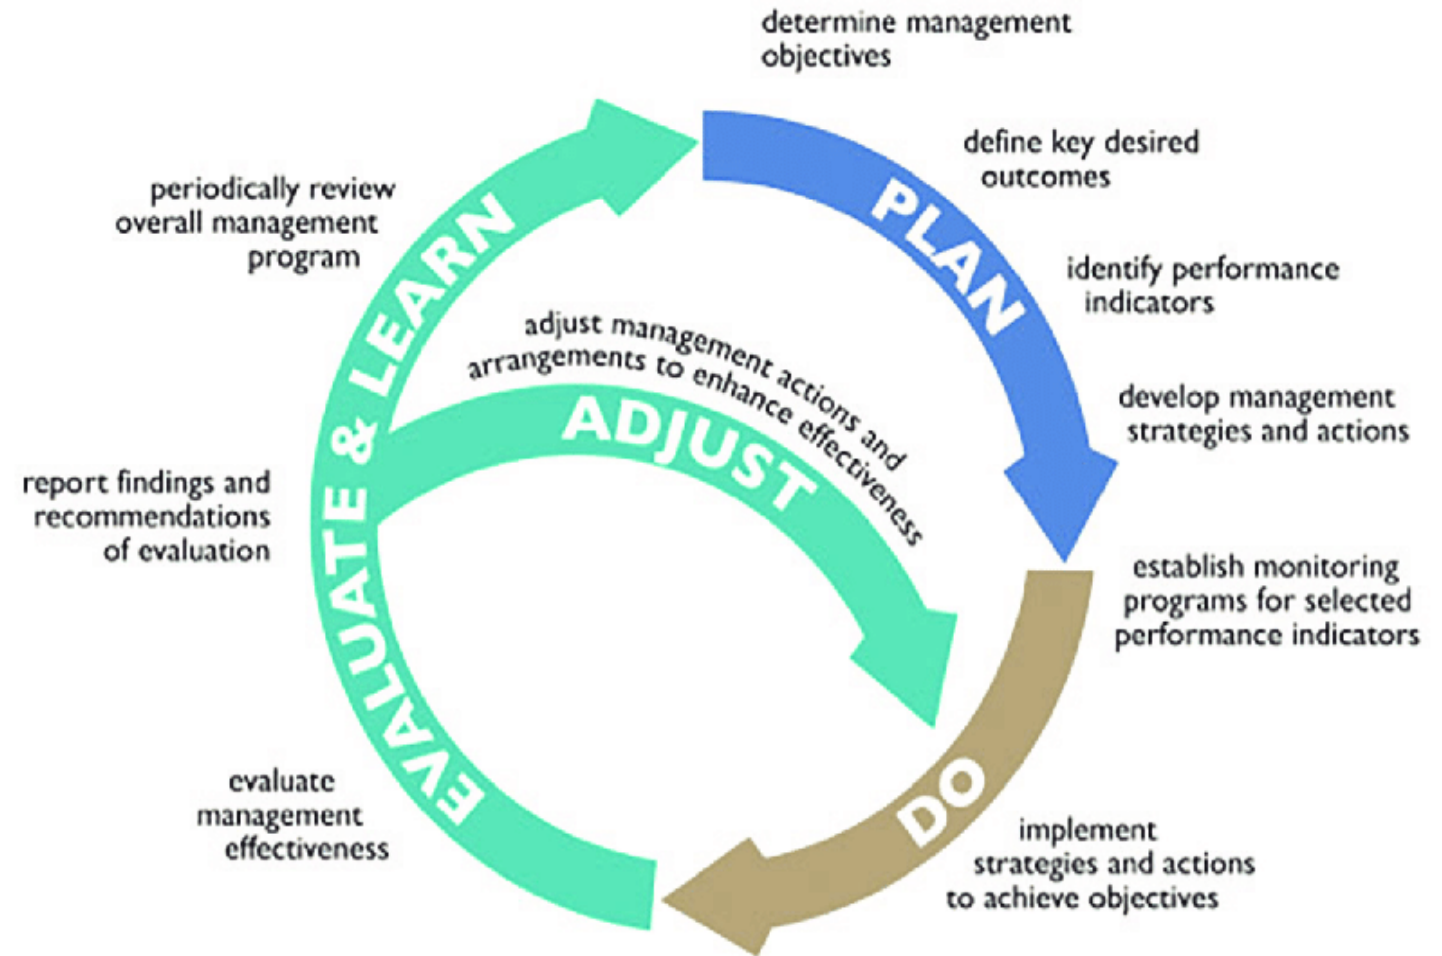 determine management
objectives
define key desired
outcomes
identify performance
indicators
develop management
strategies and actions
PLAN
establish monitoring
programs for selected
performance indicators
DO
implement
strategies and actions
to achieve objectives
evaluate
management
effectiveness
EVALUATE & LEARN
report findings and
recommendations
of evaluation
periodically review
overall management
program
adjust management actions and
arrangements to enhance effectiveness
ADJUST